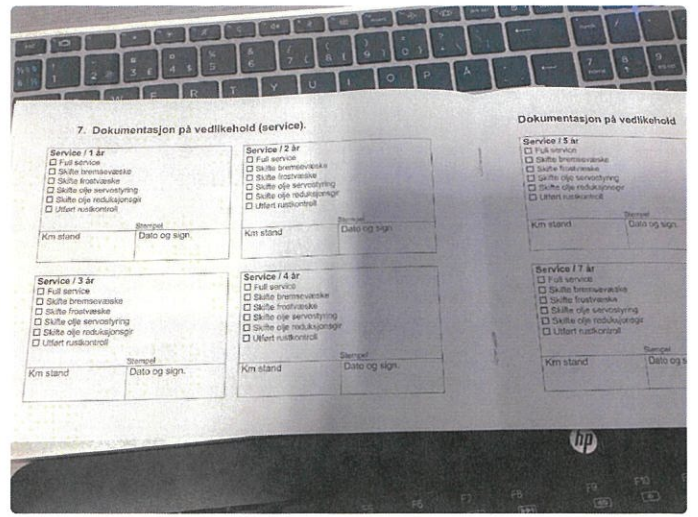 7. Dokumentasjon på vedlikehold (service).
Service / 1 år
☐ Full service
☐ Skifte bremsevæske
☐ Skifte frostvæske
☐ Skifte olje servostyring
☐ Skifte olje reduksjonsgir
☐ Utført rustkontroll
Stempel
Km stand
Dato og sign.
Service / 2 år
☐ Full service
☐ Skifte bremsevæske
☐ Skifte frostvæske
☐ Skifte olje servostyring
☐ Skifte olje reduksjonsgir
☐ Utført rustkontroll
Stempel
Km stand
Dato og sign.
Service / 3 år
☐ Full service
☐ Skifte bremsevæske
☐ Skifte frostvæske
☐ Skifte olje servostyring
☐ Skifte olje reduksjonsgir
☐ Utført rustkontroll
Stempel
Km stand
Dato og sign.
Service / 4 år
☐ Full service
☐ Skifte bremsevæske
☐ Skifte frostvæske
☐ Skifte olje servostyring
☐ Skifte olje reduksjonsgir
☐ Utført rustkontroll
Stempel
Km stand
Dato og sign.
Dokumentasjon på vedlikehold
Service / 5 år
☐ Full service
☐ Skifte bremsevæske
☐ Skifte frostvæske
☐ Skifte olje servostyring
☐ Skifte olje reduksjonsgir
☐ Utført rustkontroll
Stempel
Km stand
Dato og sign.
Service / 7 år
☐ Full service
☐ Skifte bremsevæske
☐ Skifte frostvæske
☐ Skifte olje servostyring
☐ Skifte olje reduksjonsgir
☐ Utført rustkontroll
Stempel
Km stand
Dato og s
hp